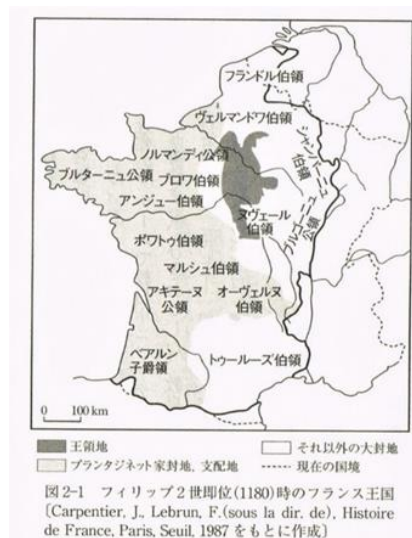 フランドル伯領
ヴェルマンドワ伯領
ノルマンディ公領
シャンパーニュ伯領
ブルターニュ公領
ブロワ伯領
アンジュー伯領
ヌヴェール
伯領
ブルゴーニュ公領
ポワトゥ伯領
マルシュ伯領
アキテーヌ
公領
オーヴェルヌ
伯領
ベアルン
子爵領
トゥールーズ伯領
0 100 km
王領地
それ以外の大封地
プランタジネット家封地、支配地
現在の国境
図2-1 フィリップ2世即位(1180)時のフランス王国
〔Carpentier, J., Lebrun, F.(sous la dir. de), Histoire
de France, Paris, Seuil, 1987 をもとに作成〕